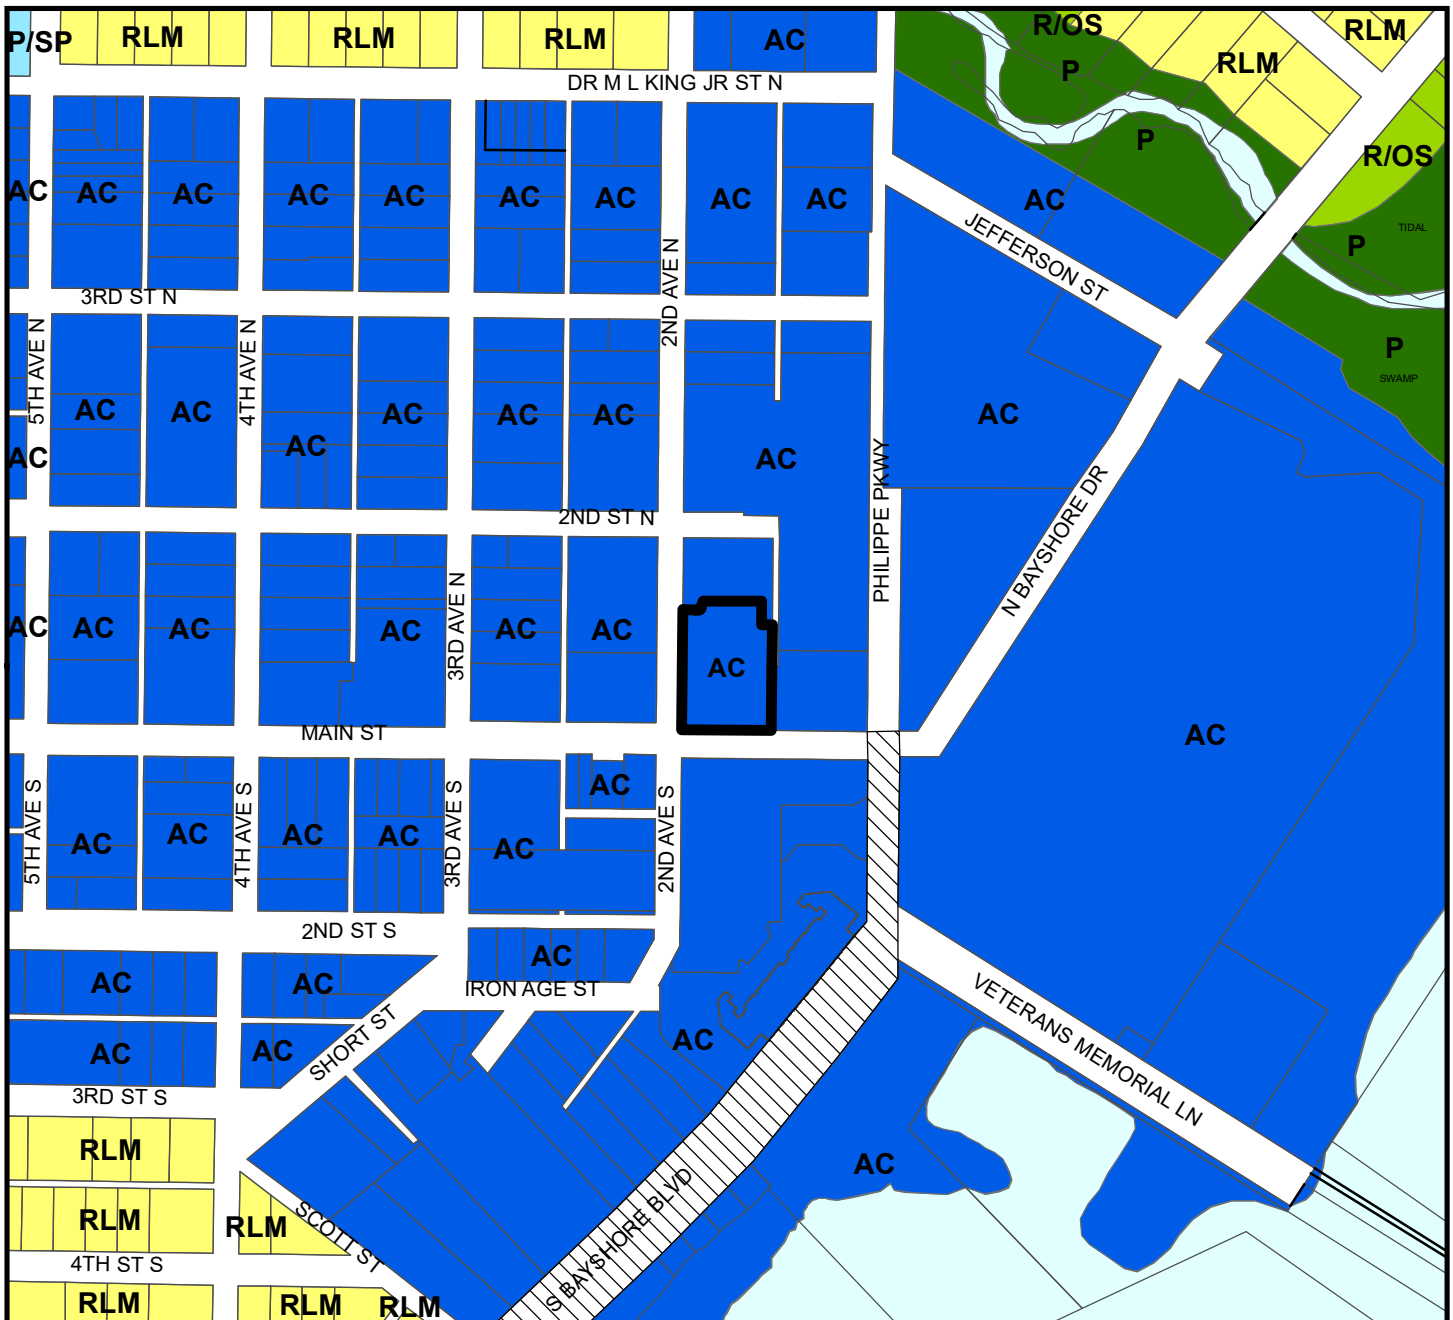 P/SP
RLM
RLM
RLM
AC
R/OS
RLM
P
RLM
DR M L KING JR ST N
P
R/OS
AC
AC
AC
AC
AC
AC
AC
AC
AC
AC
JEFFERSON ST
P
TIDAL
3RD ST N
5TH AVE N
4TH AVE N
2ND AVE N
P
SWAMP
AC
AC
AC
AC
AC
AC
AC
AC
AC
AC
PHILIPPE PKWY
N BAYSHORE DR
2ND ST N
AC
AC
AC
AC
3RD AVE N
AC
AC
AC
MAIN ST
AC
5TH AVE S
4TH AVE S
3RD AVE S
2ND AVE S
AC
AC
AC
AC
AC
AC
2ND ST S
AC
AC
AC
IRON AGE ST
VETERANS MEMORIAL LN
AC
AC
SHORT ST
AC
3RD ST S
RLM
AC
RLM
RLM
SCOTT ST
S BAYSHORE BLVD
4TH ST S
RLM
RLM
RLM